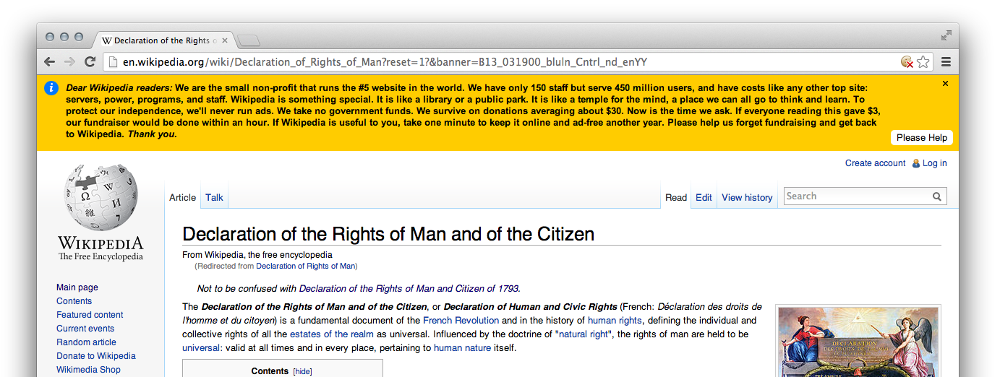 W Declaration of the Rights o
en.wikipedia.org/wiki/Declaration_of_Rights_of_Man?reset=1?&banner=B13_031900_bluln_Cntrl_nd_enYY
Dear Wikipedia readers: We are the small non-profit that runs the #5 website in the world. We have only 150 staff but serve 450 million users, and have costs like any other top site:
servers, power, programs, and staff. Wikipedia is something special. It is like a library or a public park. It is like a temple for the mind, a place we can all go to think and learn. To
protect our independence, we'll never run ads. We take no government funds. We survive on donations averaging about $30. Now is the time we ask. If everyone reading this gave $3,
our fundraiser would be done within an hour. If Wikipedia is useful to you, take one minute to keep it online and ad-free another year. Please help us forget fundraising and get back
to Wikipedia. Thank you.
Please Help
Create account Log in
Ω W И 維
WIKIPEDIA
The Free Encyclopedia
Article Talk
Read Edit View history Search
Declaration of the Rights of Man and of the Citizen
From Wikipedia, the free encyclopedia
(Redirected from Declaration of Rights of Man)
Not to be confused with Declaration of the Rights of Man and Citizen of 1793.
The Declaration of the Rights of Man and of the Citizen, or Declaration of Human and Civic Rights (French: Déclaration des droits de
l'homme et du citoyen) is a fundamental document of the French Revolution and in the history of human rights, defining the individual and
collective rights of all the estates of the realm as universal. Influenced by the doctrine of "natural right", the rights of man are held to be
universal: valid at all times and in every place, pertaining to human nature itself.
Contents [hide]
Main page
Contents
Featured content
Current events
Random article
Donate to Wikipedia
Wikimedia Shop
DÉCLARATION
DES DROITS DE L'HOMME
PRÉAMBULE